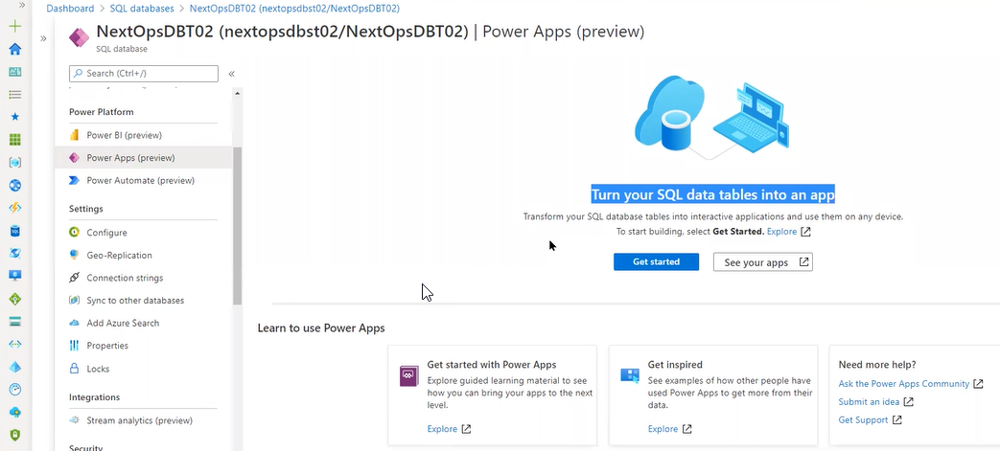 Dashboard > SQL databases > NextOpsDBT02 (nextopsdbst02/NextOpsDBT02)
NextOpsDBT02 (nextopsdbst02/NextOpsDBT02) | Power Apps (preview)
SQL database
Search (Ctrl+/)
Power Platform
Power BI (preview)
Power Apps (preview)
Power Automate (preview)
Settings
Configure
Geo-Replication
Connection strings
Sync to other databases
Add Azure Search
Properties
Locks
Integrations
Stream analytics (preview)
Security
Turn your SQL data tables into an app
Transform your SQL database tables into interactive applications and use them on any device.
To start building, select Get Started. Explore
Get started
See your apps
Learn to use Power Apps
Get started with Power Apps
Explore guided learning material to see
how you can bring your apps to the next
level.
Explore
Get inspired
See examples of how other people have
used Power Apps to get more from their
data.
Explore
Need more help?
Ask the Power Apps Community
Submit an idea
Get Support